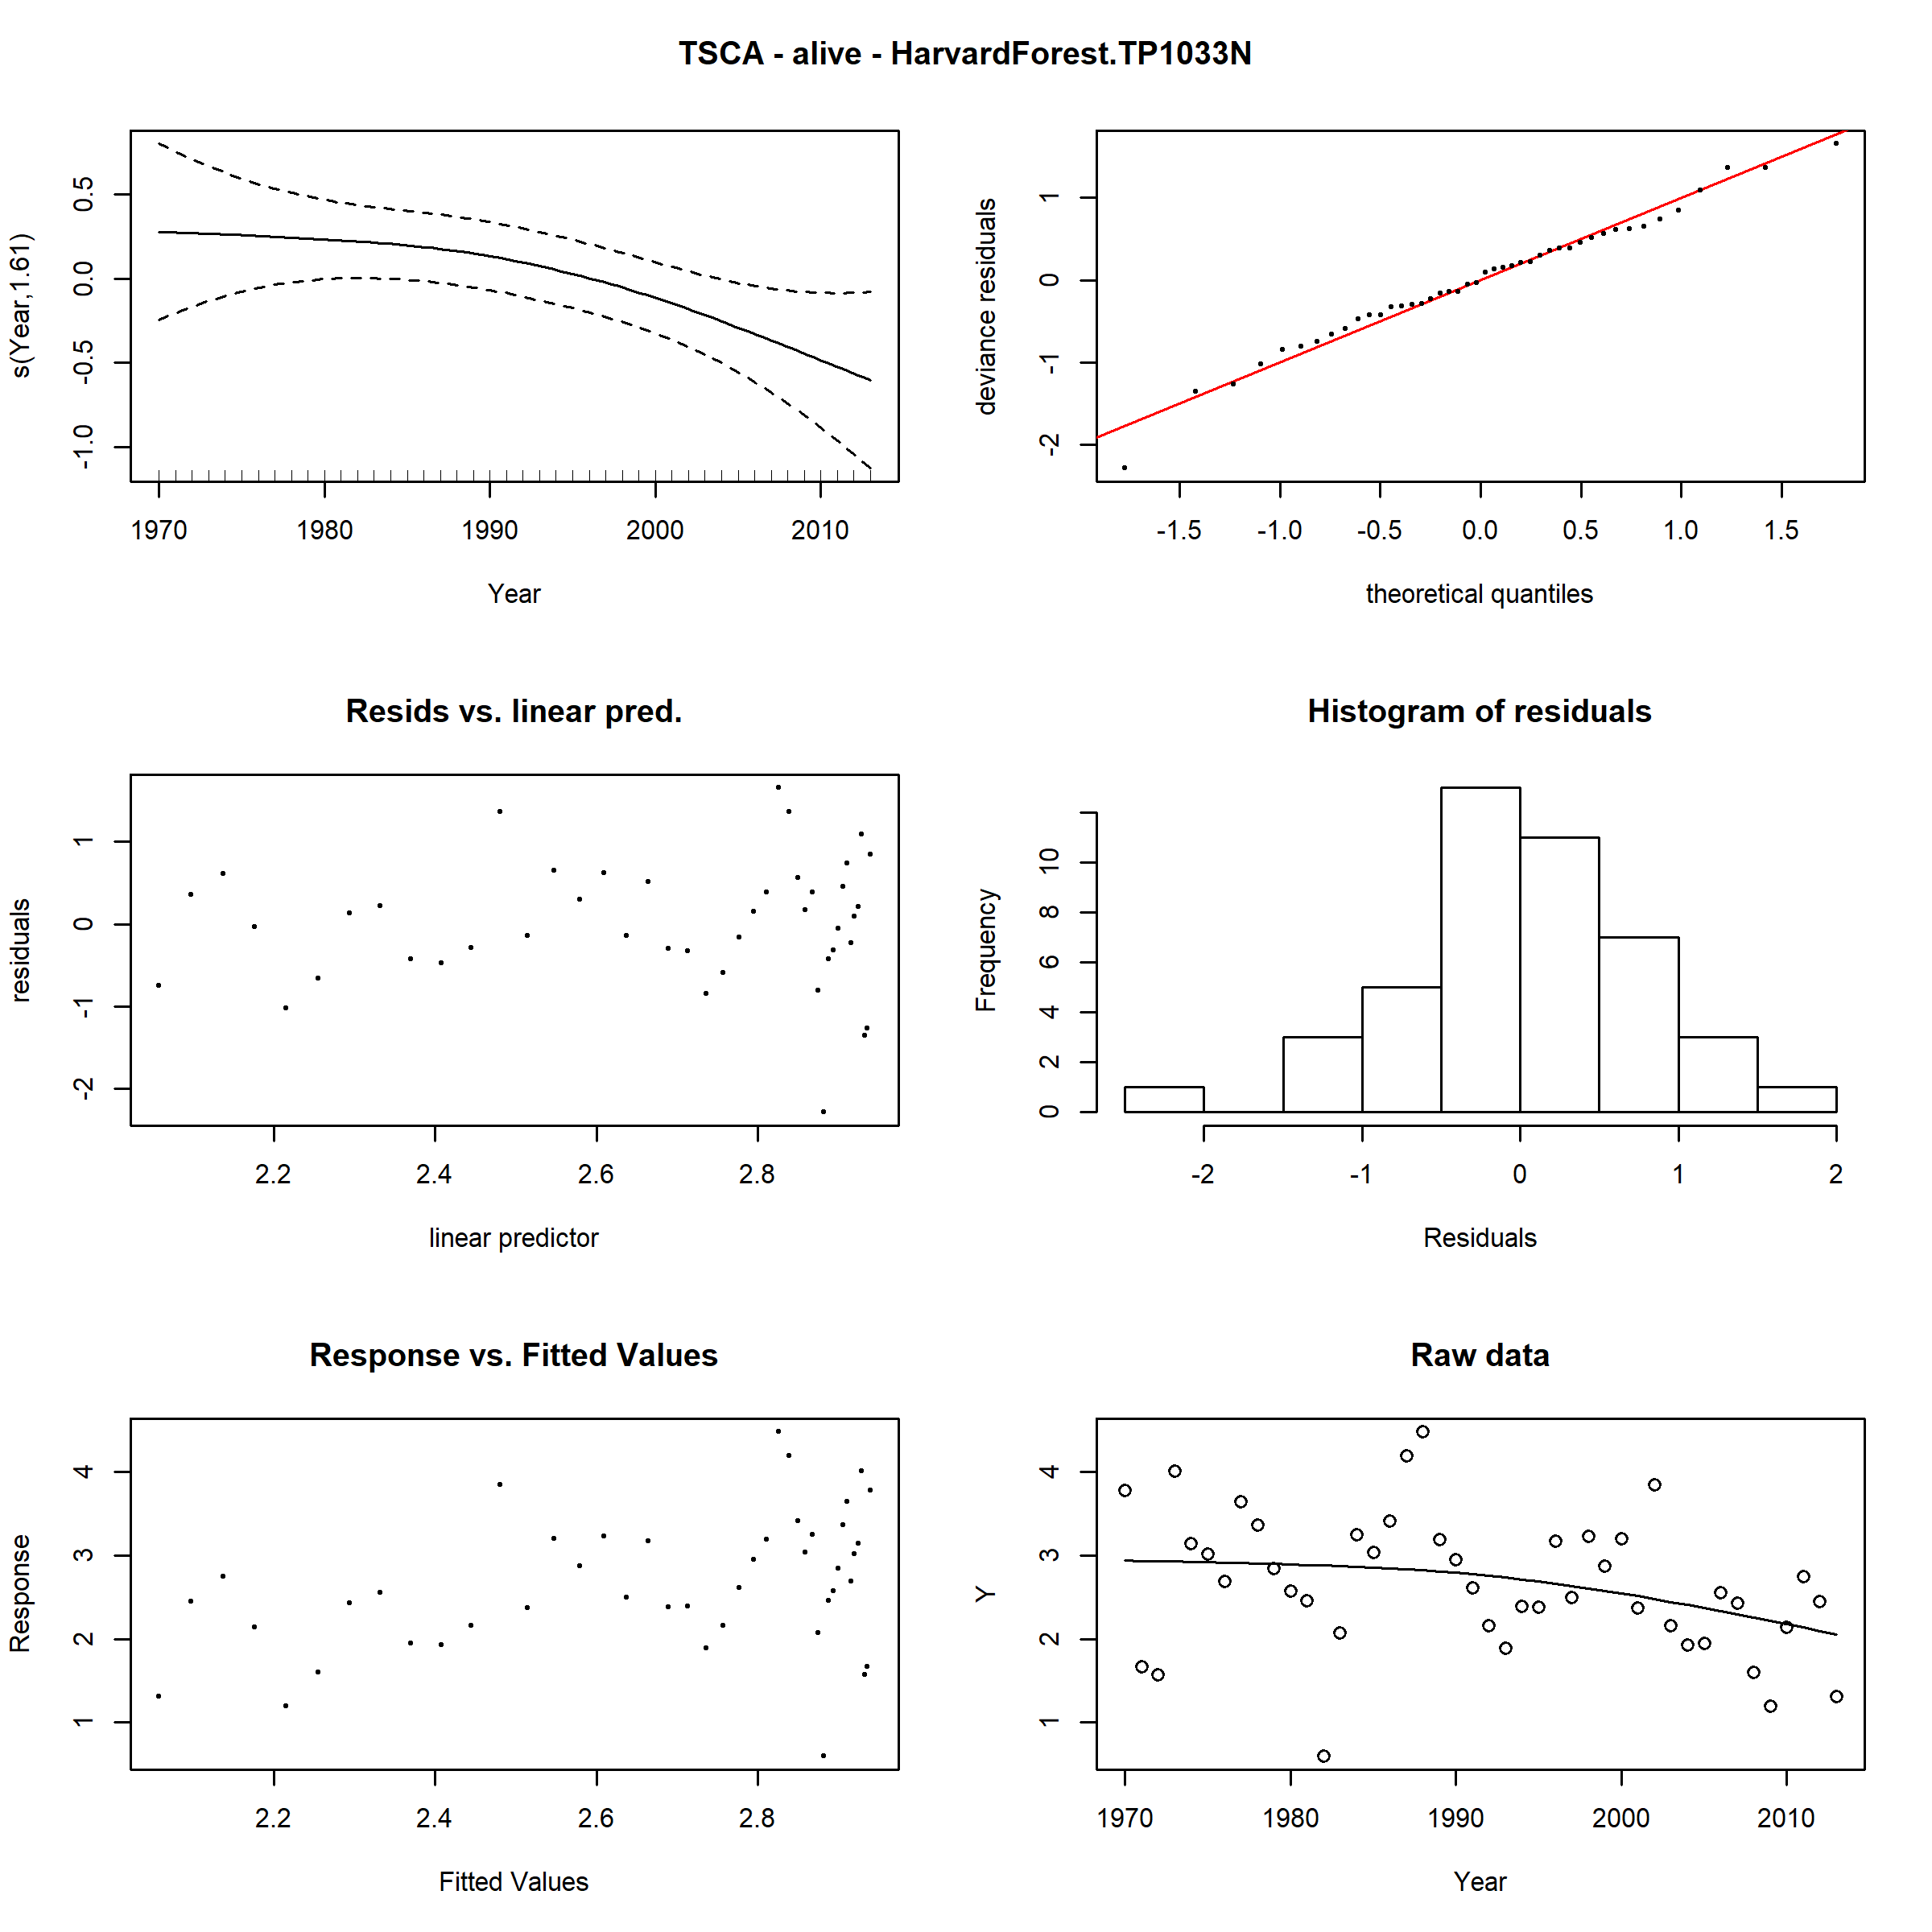 TSCA - alive - HarvardForest.TP1033N
s(Year,1.61)
0.5
0.0
-0.5
-1.0
1970 1980 1990 2000 2010
Year
deviance residuals
1
0
-1
-2
-1.5 -1.0 -0.5 0.0 0.5 1.0 1.5
theoretical quantiles
Resids vs. linear pred.
residuals
1
0
-1
-2
2.2 2.4 2.6 2.8
linear predictor
Histogram of residuals
Frequency
10
8
6
4
2
0
-2 -1 0 1 2
Residuals
Response vs. Fitted Values
Response
4
3
2
1
2.2 2.4 2.6 2.8
Fitted Values
Raw data
Y
4
3
2
1
1970 1980 1990 2000 2010
Year